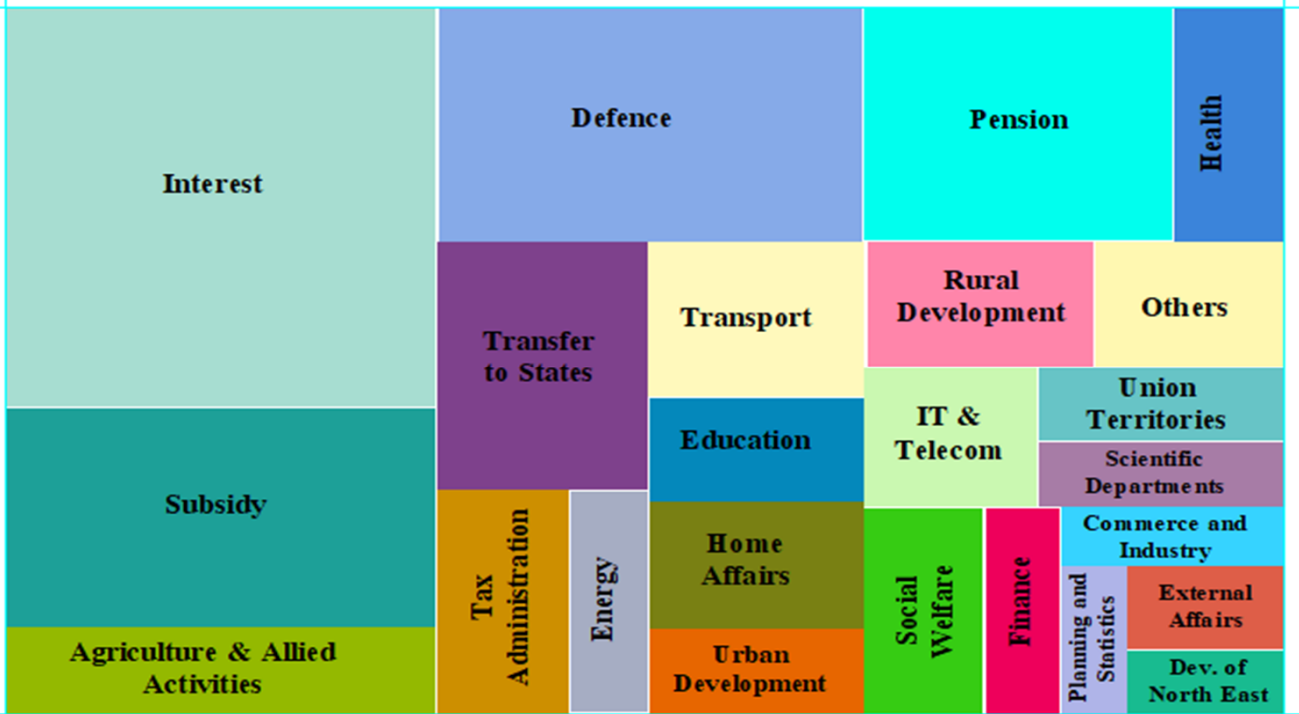 Interest
Subsidy
Agriculture & Allied
Activities
Defence
Transfer
to States
Tax
Administration
Energy
Transport
Education
Home
Affairs
Urban
Development
Pension
Health
Rural
Development
Others
IT &
Telecom
Union
Territories
Scientific
Departments
Social
Welfare
Finance
Commerce and
Industry
Planning and
Statistics
External
Affairs
Dev. of
North East